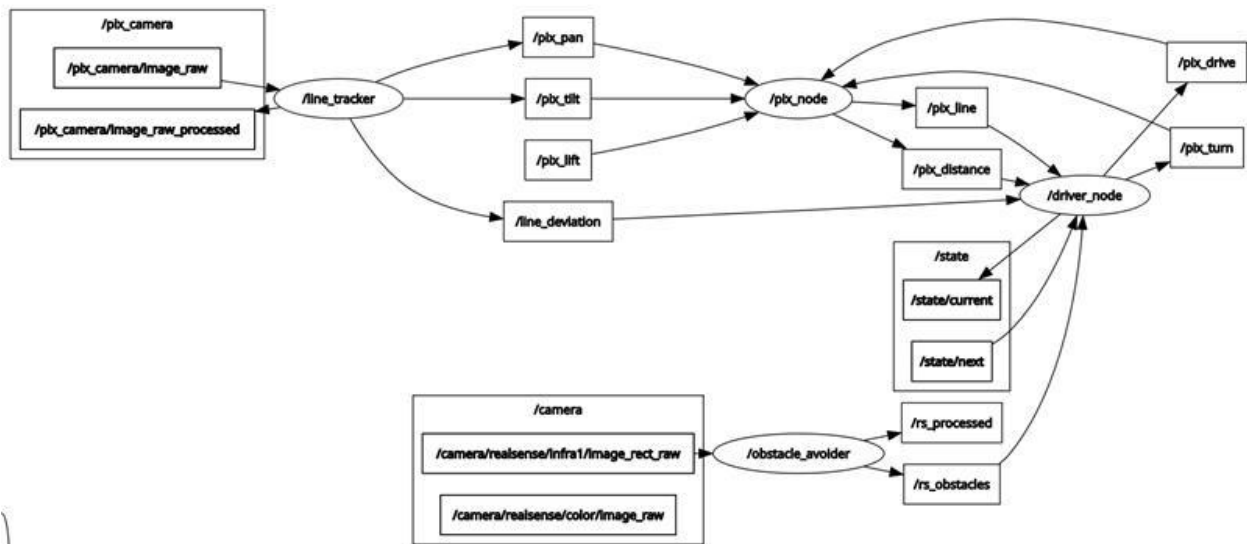 /pix_camera
/pix_camera/image_raw
/pix_camera/image_raw_processed
/line_tracker
/pix_pan
/pix_tilt
/pix_lift
/line_deviation
/pix_node
/pix_line
/pix_distance
/pix_drive
/pix_turn
/driver_node
/state
/state/current
/state/next
/camera
/camera/realsense/infra1/image_rect_raw
/camera/realsense/color/image_raw
/obstacle_avoider
/rs_processed
/rs_obstacles